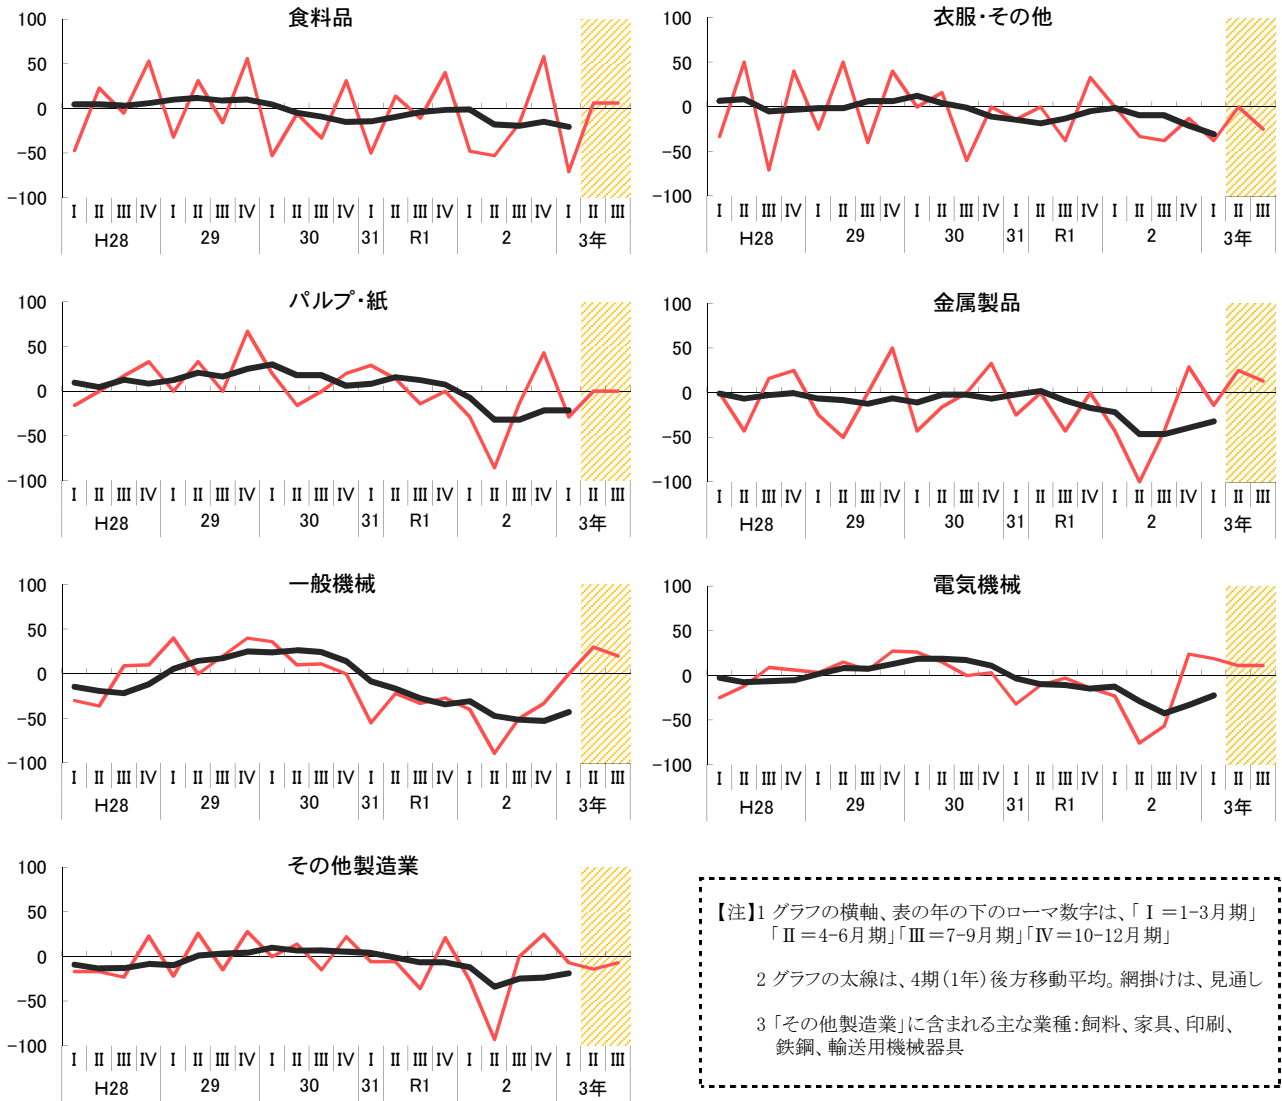 食料品
100
50
0
-50
-100
Ⅰ Ⅱ Ⅲ Ⅳ Ⅰ Ⅱ Ⅲ Ⅳ Ⅰ Ⅱ Ⅲ Ⅳ Ⅰ Ⅱ Ⅲ Ⅳ Ⅰ Ⅱ Ⅲ Ⅳ Ⅰ Ⅱ Ⅲ
H28 29 30 31 R1 2 3年
衣服・その他
100
50
0
-50
-100
Ⅰ Ⅱ Ⅲ Ⅳ Ⅰ Ⅱ Ⅲ Ⅳ Ⅰ Ⅱ Ⅲ Ⅳ Ⅰ Ⅱ Ⅲ Ⅳ Ⅰ Ⅱ Ⅲ Ⅳ Ⅰ Ⅱ Ⅲ
H28 29 30 31 R1 2 3年
パルプ・紙
100
50
0
-50
-100
Ⅰ Ⅱ Ⅲ Ⅳ Ⅰ Ⅱ Ⅲ Ⅳ Ⅰ Ⅱ Ⅲ Ⅳ Ⅰ Ⅱ Ⅲ Ⅳ Ⅰ Ⅱ Ⅲ Ⅳ Ⅰ Ⅱ Ⅲ
H28 29 30 31 R1 2 3年
金属製品
100
50
0
-50
-100
Ⅰ Ⅱ Ⅲ Ⅳ Ⅰ Ⅱ Ⅲ Ⅳ Ⅰ Ⅱ Ⅲ Ⅳ Ⅰ Ⅱ Ⅲ Ⅳ Ⅰ Ⅱ Ⅲ Ⅳ Ⅰ Ⅱ Ⅲ
H28 29 30 31 R1 2 3年
一般機械
100
50
0
-50
-100
Ⅰ Ⅱ Ⅲ Ⅳ Ⅰ Ⅱ Ⅲ Ⅳ Ⅰ Ⅱ Ⅲ Ⅳ Ⅰ Ⅱ Ⅲ Ⅳ Ⅰ Ⅱ Ⅲ Ⅳ Ⅰ Ⅱ Ⅲ
H28 29 30 31 R1 2 3年
電気機械
100
50
0
-50
-100
Ⅰ Ⅱ Ⅲ Ⅳ Ⅰ Ⅱ Ⅲ Ⅳ Ⅰ Ⅱ Ⅲ Ⅳ Ⅰ Ⅱ Ⅲ Ⅳ Ⅰ Ⅱ Ⅲ Ⅳ Ⅰ Ⅱ Ⅲ
H28 29 30 31 R1 2 3年
その他製造業
100
50
0
-50
-100
Ⅰ Ⅱ Ⅲ Ⅳ Ⅰ Ⅱ Ⅲ Ⅳ Ⅰ Ⅱ Ⅲ Ⅳ Ⅰ Ⅱ Ⅲ Ⅳ Ⅰ Ⅱ Ⅲ Ⅳ Ⅰ Ⅱ Ⅲ
H28 29 30 31 R1 2 3年
【注】1 グラフの横軸、表の年の下のローマ数字は、「Ⅰ=1-3月期」
「Ⅱ=4-6月期」「Ⅲ=7-9月期」「Ⅳ=10-12月期」
2 グラフの太線は、4期(1年)後方移動平均。網掛けは、見通し
3 「その他製造業」に含まれる主な業種:飼料、家具、印刷、
鉄鋼、輸送用機械器具